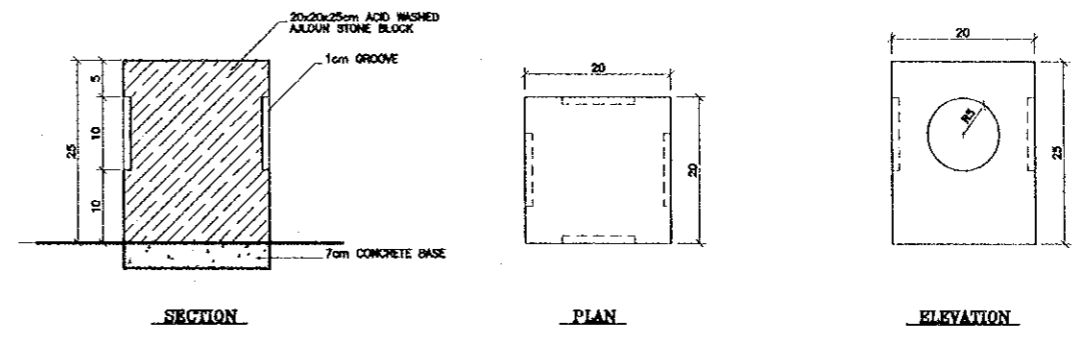 20x20x25cm ACID WASHED
AJLOUN STONE BLOCK
1cm GROOVE
5
10
25
10
7cm CONCRETE BASE
SECTION
20
20
PLAN
20
R5
25
ELEVATION